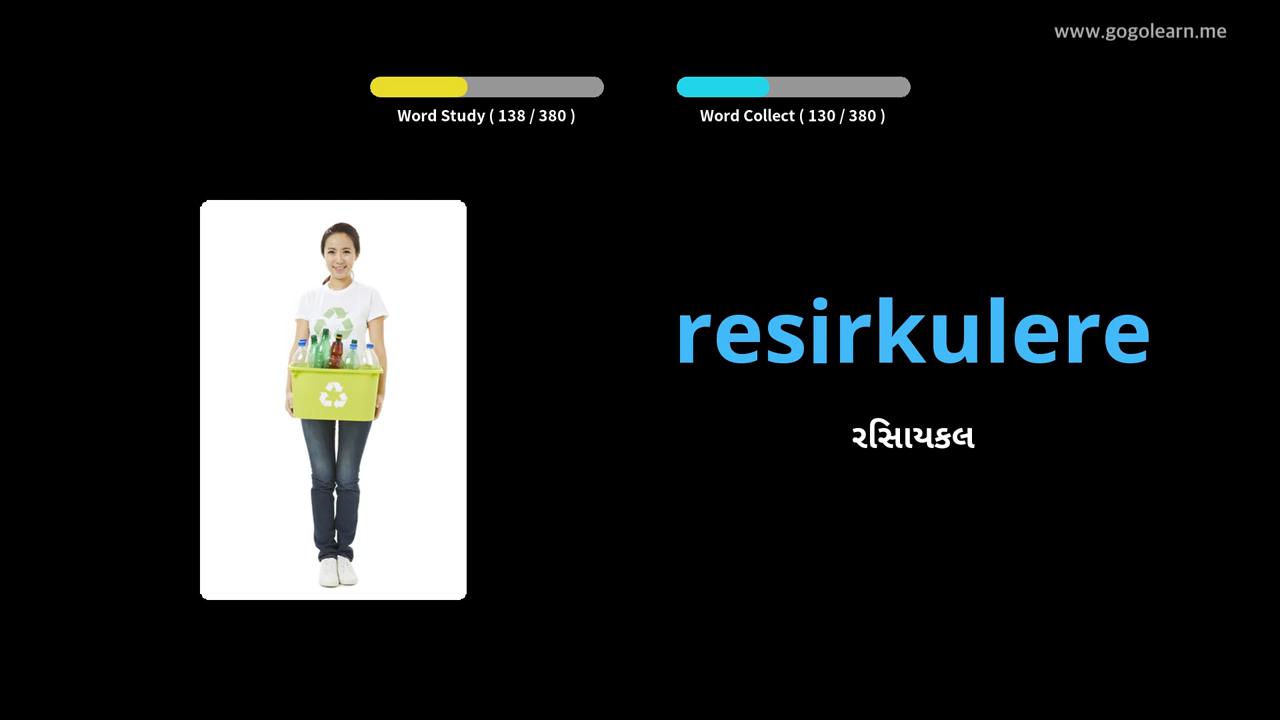 www.gogolearn.me
Word Study ( 138 / 380 )
Word Collect ( 130 / 380 )
resirkulere
રિસાયકલ